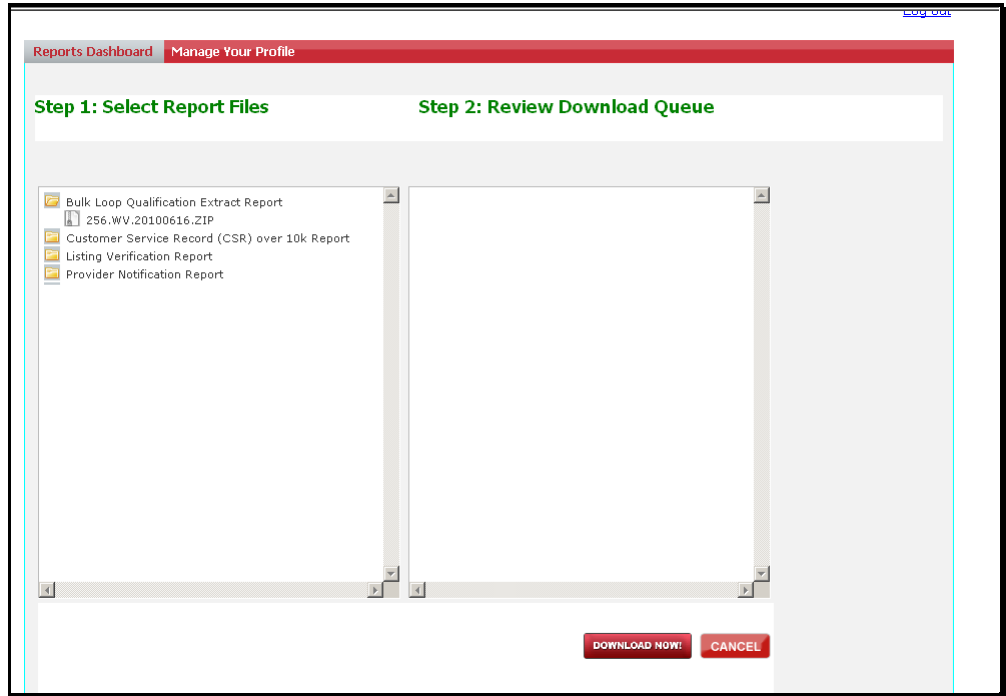 Log out
Reports Dashboard Manage Your Profile
Step 1: Select Report Files Step 2: Review Download Queue
Bulk Loop Qualification Extract Report
256.WV.20100616.ZIP
Customer Service Record (CSR) over 10k Report
Listing Verification Report
Provider Notification Report
DOWNLOAD NOW! CANCEL